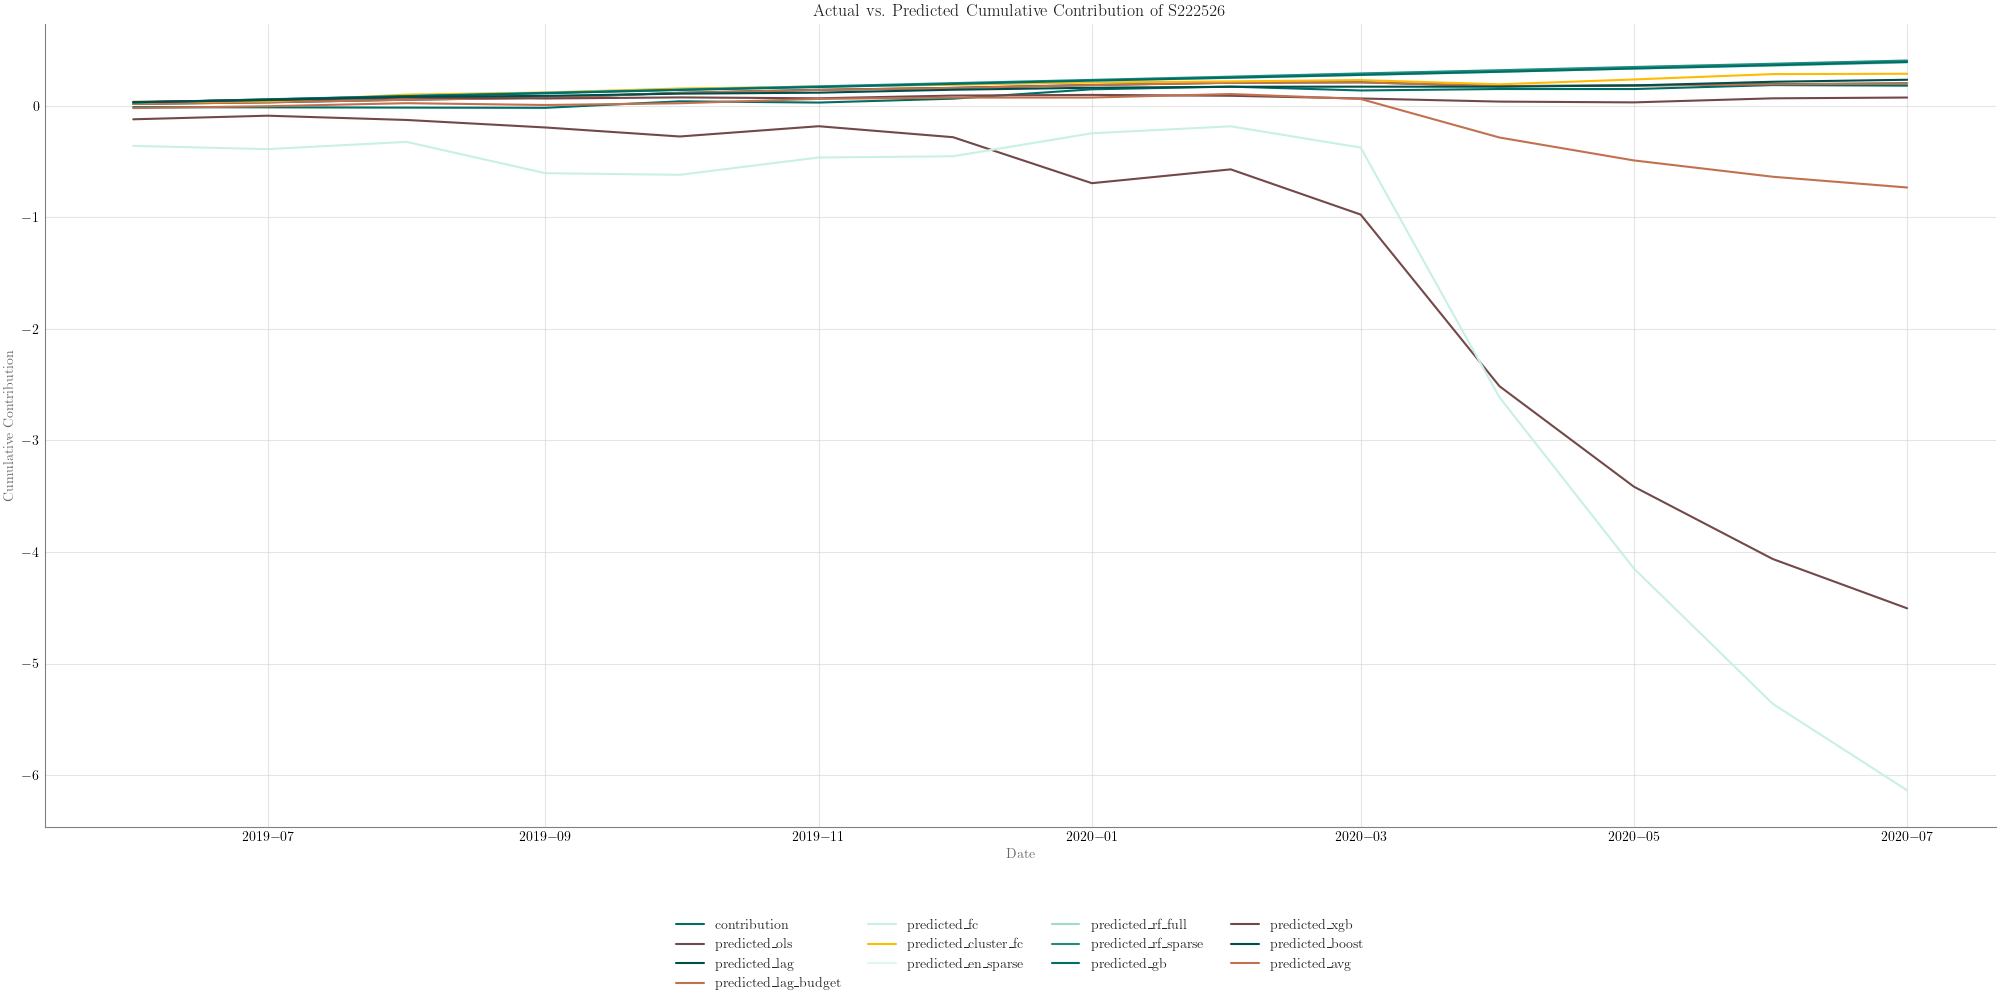 Actual vs. Predicted Cumulative Contribution of S222526
Cumulative Contribution
0
−1
−2
−3
−4
−5
−6
2019−07
2019−09
2019−11
2020−01
2020−03
2020−05
2020−07
Date
contribution
predicted_ols
predicted_lag
predicted_lag_budget
predicted_fc
predicted_cluster_fc
predicted_en_sparse
predicted_rf_full
predicted_rf_sparse
predicted_gb
predicted_xgb
predicted_boost
predicted_avg